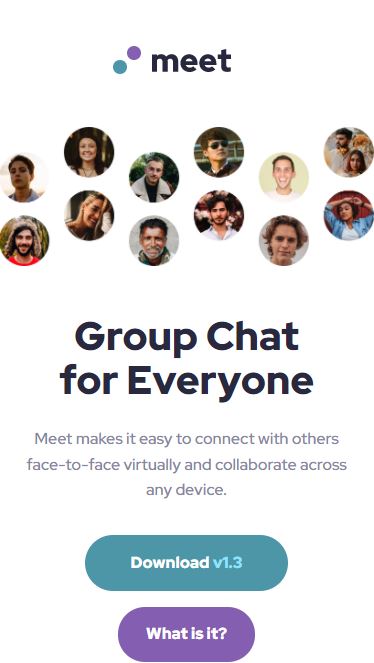 meet
Group Chat
for Everyone
Meet makes it easy to connect with others
face-to-face virtually and collaborate across
any device.
Download v1.3
What is it?